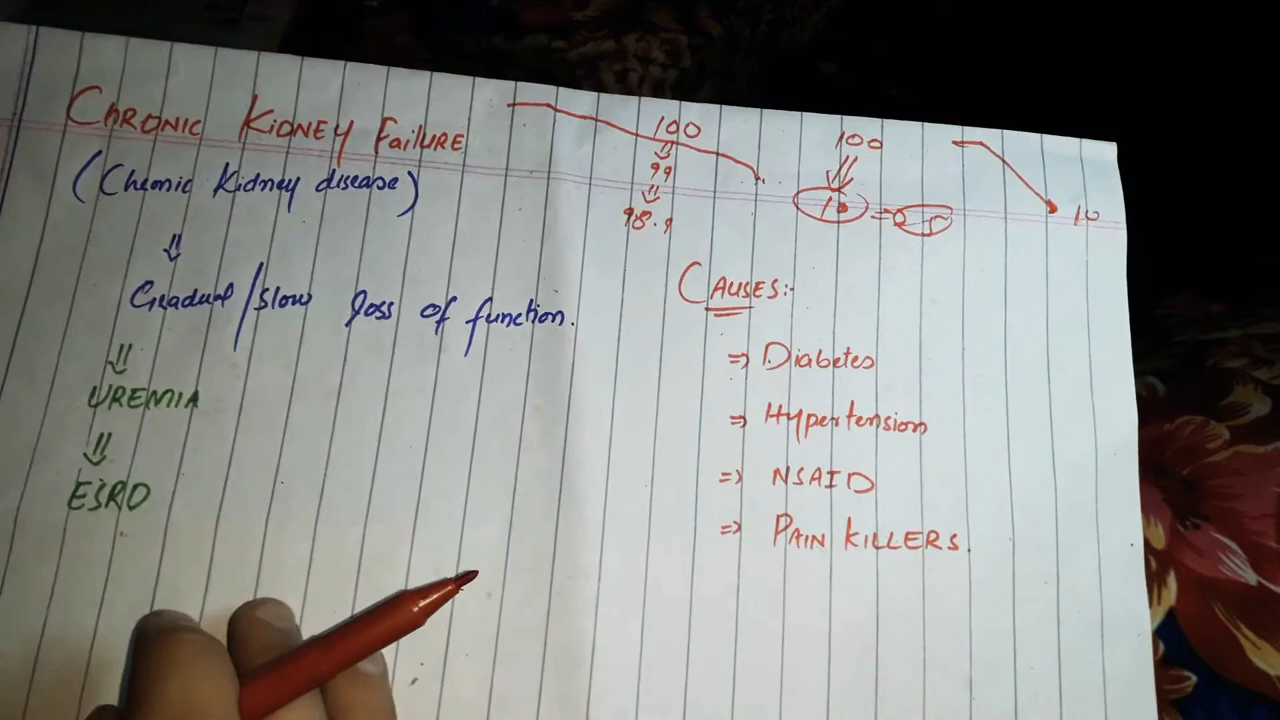 CHRONIC KIDNEY FAILURE
(Chronic Kidney disease)
⇓
Gradual/slow loss of function.
⇓
UREMIA
⇓
ESRD
100
⇓
99
⇓
98.9
100
10
10
CAUSES:-
⇒ Diabetes
⇒ Hypertension
⇒ NSAID
⇒ PAIN KILLERS.